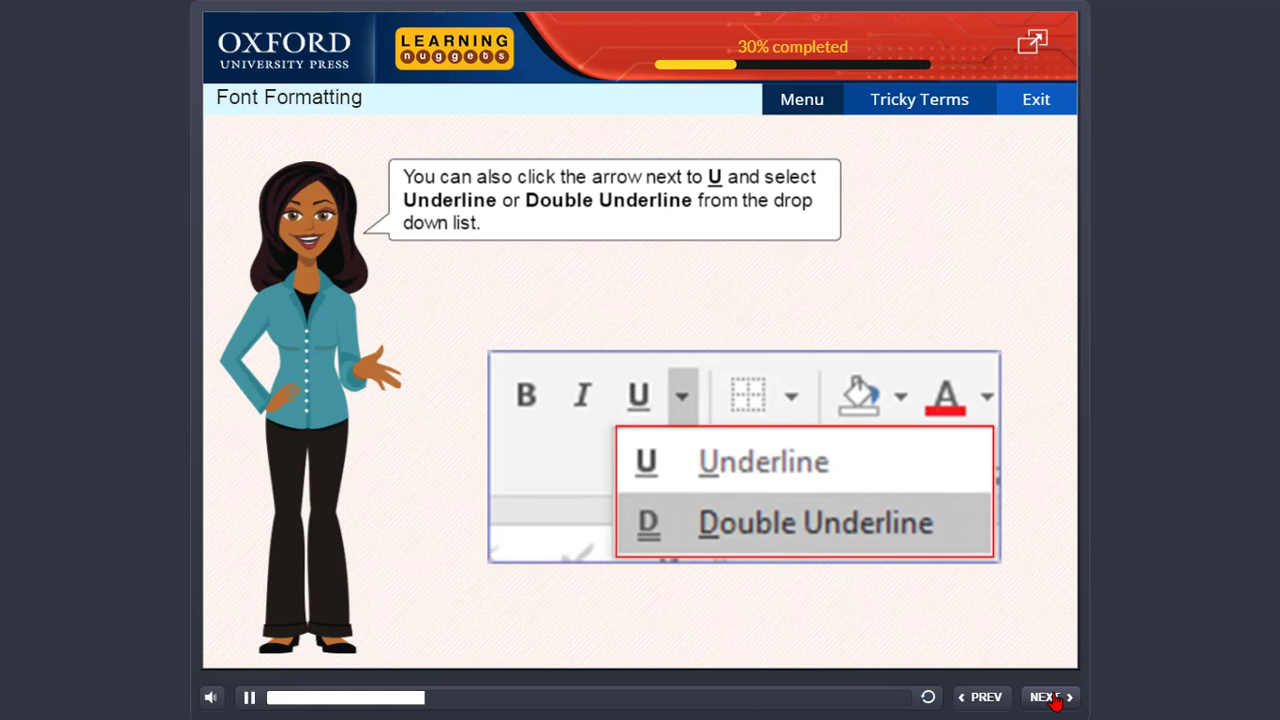 OXFORD
UNIVERSITY PRESS
LEARNING
nuggets
30% completed
Font Formatting
Menu
Tricky Terms
Exit
You can also click the arrow next to U and select
Underline or Double Underline from the drop
down list.
B I U A
U Underline
D Double Underline
PREV
NEXT